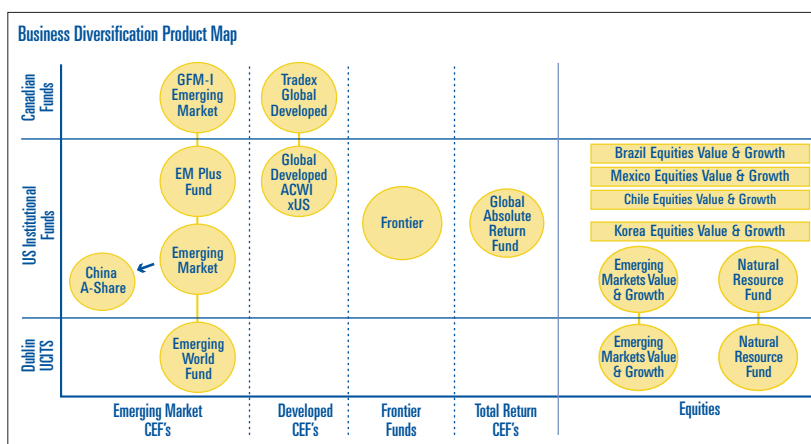 Business Diversification Product Map
Canadian
Funds
GFM-I
Emerging
Market
Tradex
Global
Developed
US Institutional
Funds
EM Plus
Fund
Global
Developed
ACWI
xUS
Frontier
Global
Absolute
Return
Fund
Brazil Equities Value & Growth
Mexico Equities Value & Growth
Chile Equities Value & Growth
Korea Equities Value & Growth
Emerging
Market
China
A-Share
Emerging
Markets Value
& Growth
Natural
Resource
Fund
Dublin
UCITS
Emerging
World
Fund
Emerging
Markets Value
& Growth
Natural
Resource
Fund
Emerging Market
CEF's
Developed
CEF's
Frontier
Funds
Total Return
CEF's
Equities